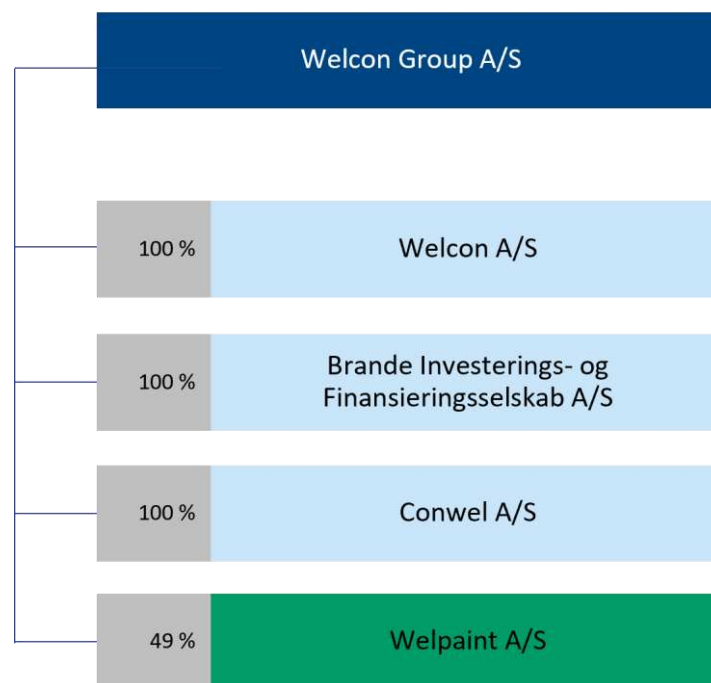 Welcon Group A/S
100 %
Welcon A/S
100 %
Brande Investerings- og
Finansieringsselskab A/S
100 %
Conwel A/S
49 %
Welpaint A/S